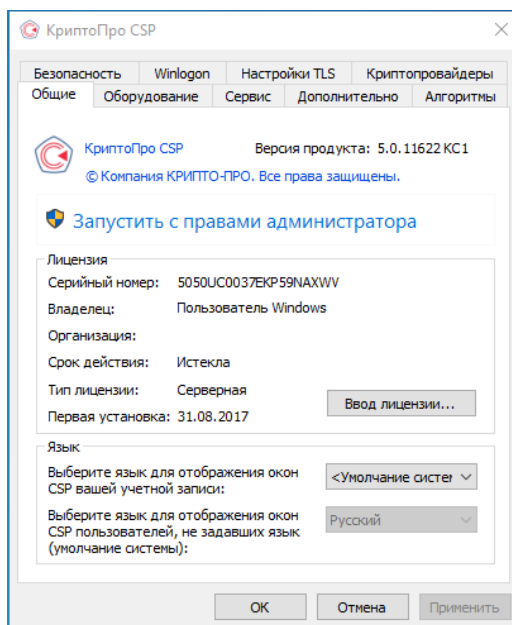 КриптоПро CSP
Безопасность Winlogon Настройки TLS Криптопровайдеры
Общие Оборудование Сервис Дополнительно Алгоритмы
КриптоПро CSP Версия продукта: 5.0.11622 KC1
© Компания КРИПТО-ПРО. Все права защищены.
Запустить с правами администратора
Лицензия
Серийный номер: 5050UC0037EKP59NAXWV
Владелец: Пользователь Windows
Организация:
Срок действия: Истекла
Тип лицензии: Серверная
Ввод лицензии...
Первая установка: 31.08.2017
Язык
Выберите язык для отображения окон
CSP вашей учетной записи:
<Умолчание систем
Выберите язык для отображения окон
CSP пользователей, не задавших язык
(умолчание системы):
Русский
ОК Отмена Применить